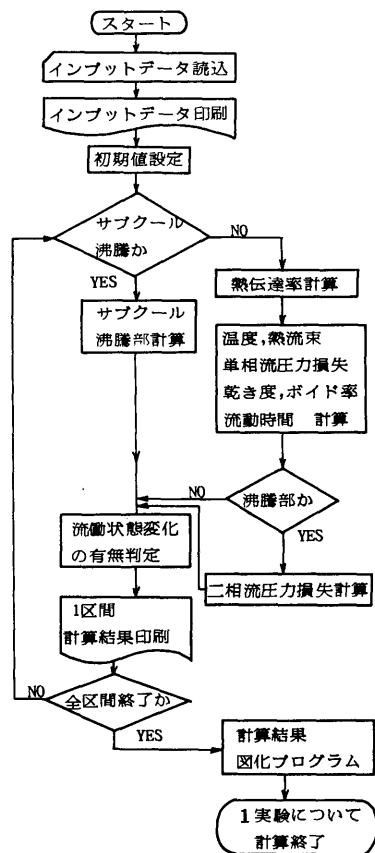 スタート
インプットデータ読込
インプットデータ印刷
初期値設定
サブクール
沸騰か
NO
YES
熱伝達率計算
サブクール
沸騰部計算
温度,熱流束
単相流圧力損失
乾き度,ボイド率
流動時間 計算
沸騰部か
NO
YES
流働状態変化
の有無判定
二相流圧力損失計算
1区間
計算結果印刷
全区間終了か
NO
YES
計算結果
図化プログラム
1実験について
計算終了